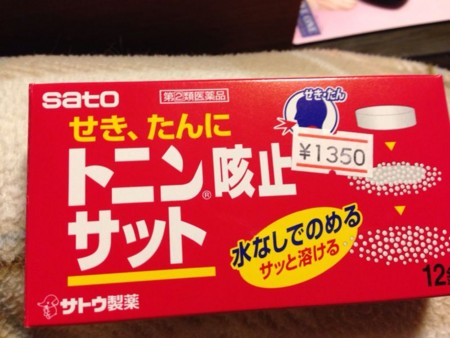 sato
第②類医薬品
せき・たん
せき、たんに
¥1350
トニン®咳止
サット
水なしでのめる
サッと溶ける
サトウ製薬
12